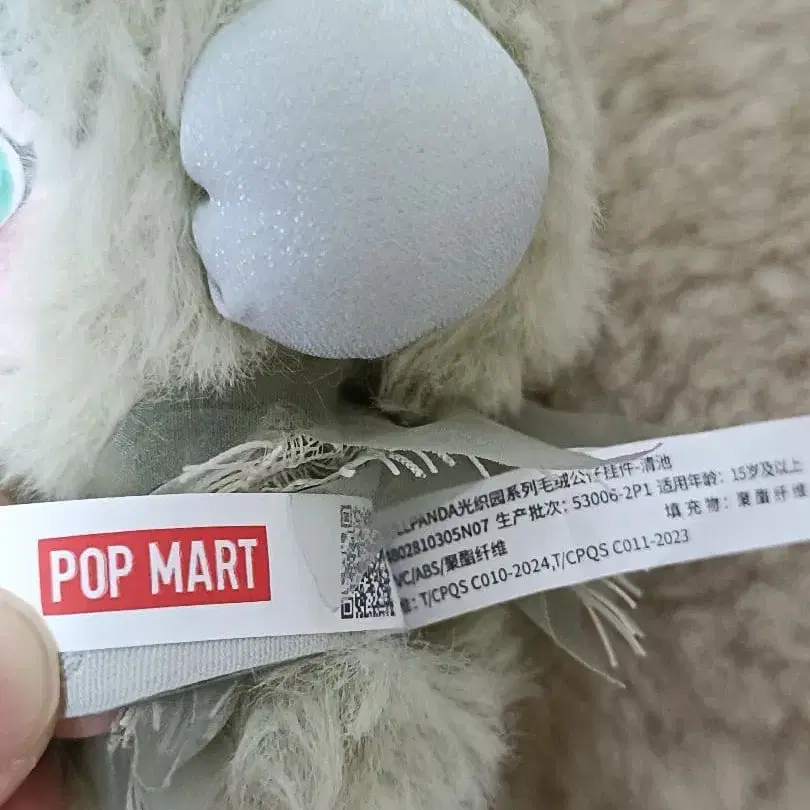 POP MART
LLPANDA光织园系列毛绒公仔挂件-清池
802810305N07 生产批次: 53006-2P1 适用年龄: 15岁及以上
VC/ABS/聚酯纤维 填充物: 聚酯纤维
: T/CPQS C010-2024,T/CPQS C011-2023